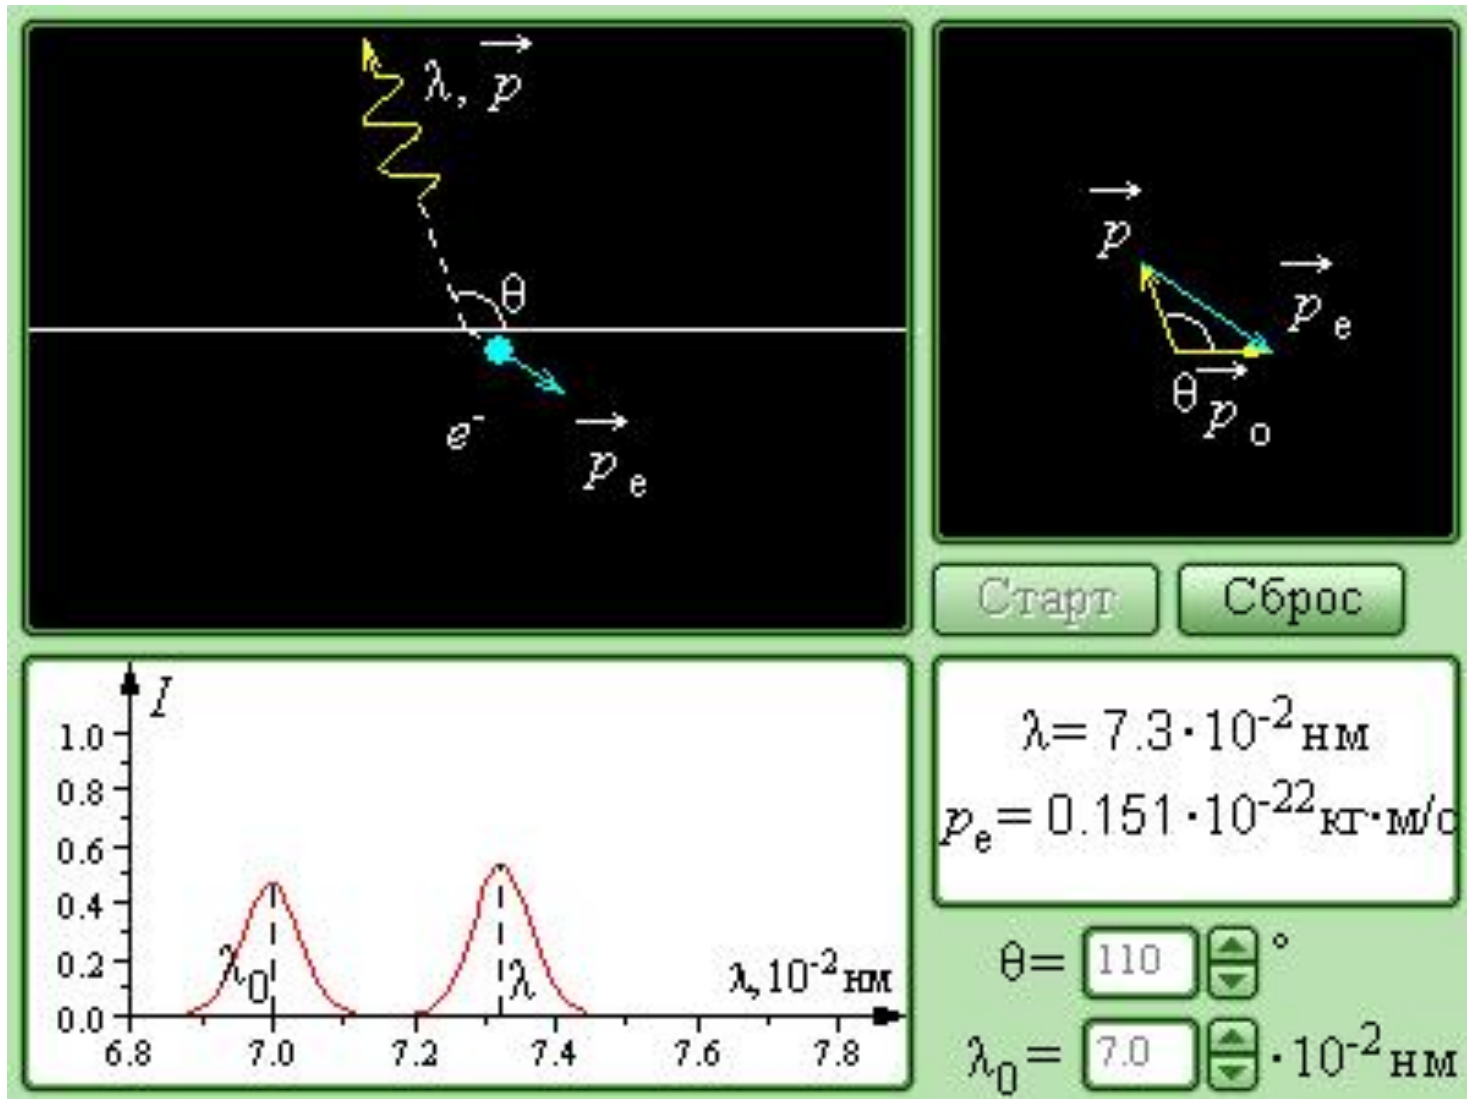 λ, p
θ
e⁻
p e
p
p e
θ p o
Старт
Сброс
I
1.0
0.8
0.6
0.4
0.2
0.0
λ₀
λ
λ, 10⁻² нм
6.8 7.0 7.2 7.4 7.6 7.8
λ= 7.3·10⁻² нм
pₑ= 0.151·10⁻²² кг·м/с
θ= 110 °
λ₀ = 7.0 ·10⁻² нм